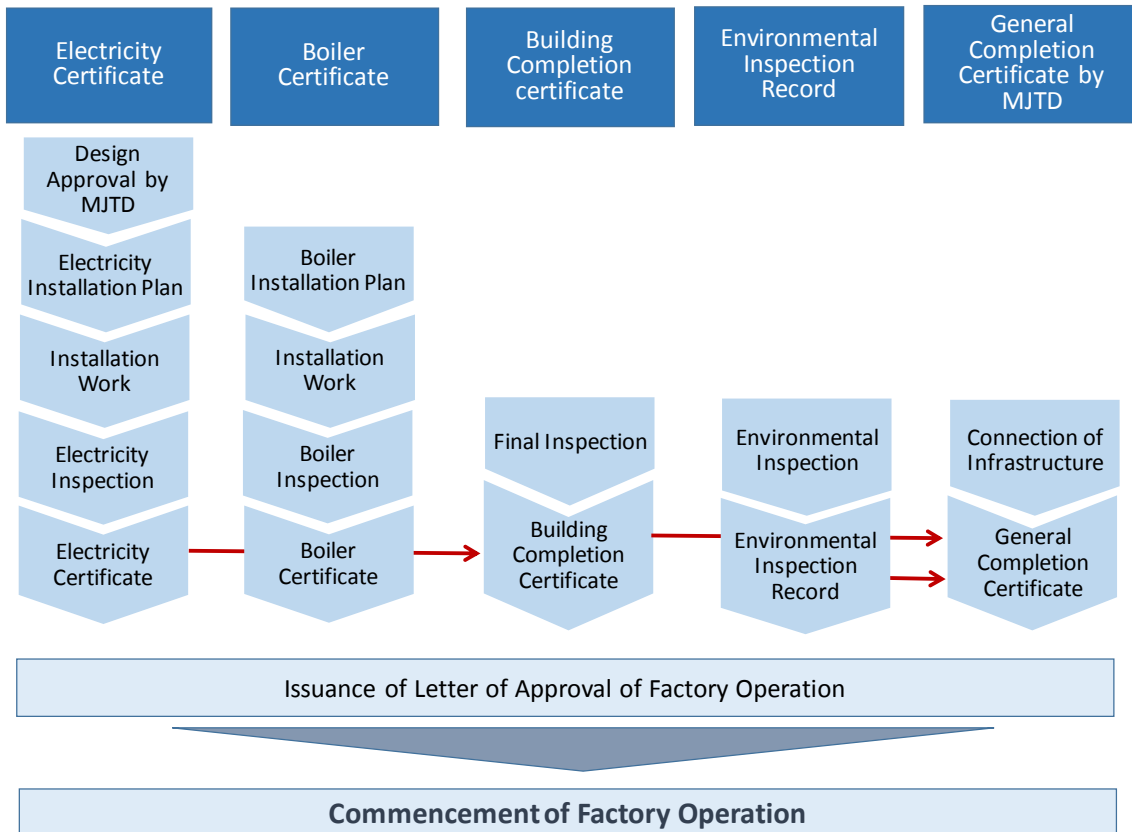 Electricity
Certificate
Boiler
Certificate
Building
Completion
certificate
Environmental
Inspection
Record
General
Completion
Certificate by
MJTD
Design
Approval by
MJTD
Electricity
Installation Plan
Installation
Work
Electricity
Inspection
Electricity
Certificate
Boiler
Installation Plan
Installation
Work
Boiler
Inspection
Boiler
Certificate
Final Inspection
Building
Completion
Certificate
Environmental
Inspection
Environmental
Inspection
Record
Connection of
Infrastructure
General
Completion
Certificate
Issuance of Letter of Approval of Factory Operation
Commencement of Factory Operation